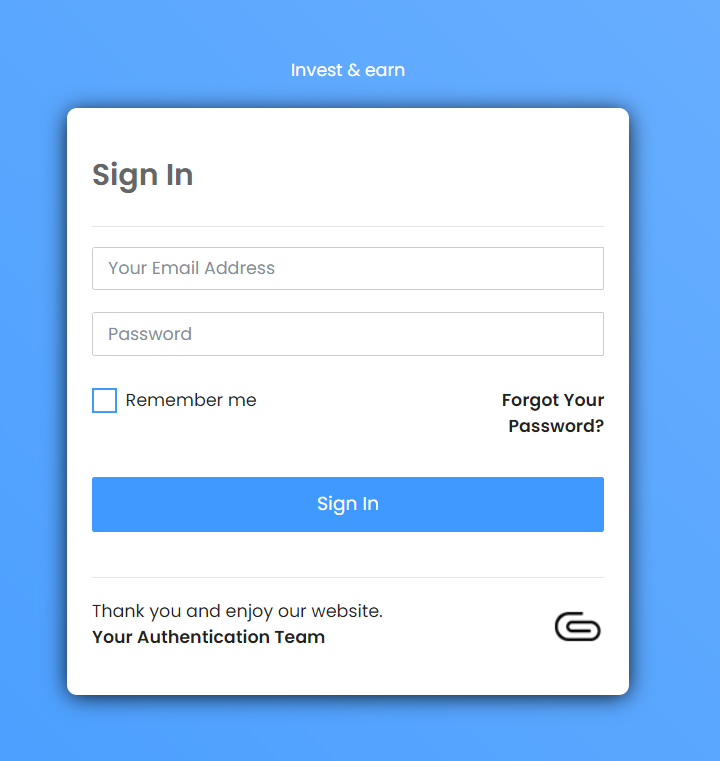 Invest & earn
Sign In
Your Email Address
Password
Remember me
Forgot Your
Password?
Sign In
Thank you and enjoy our website.
Your Authentication Team